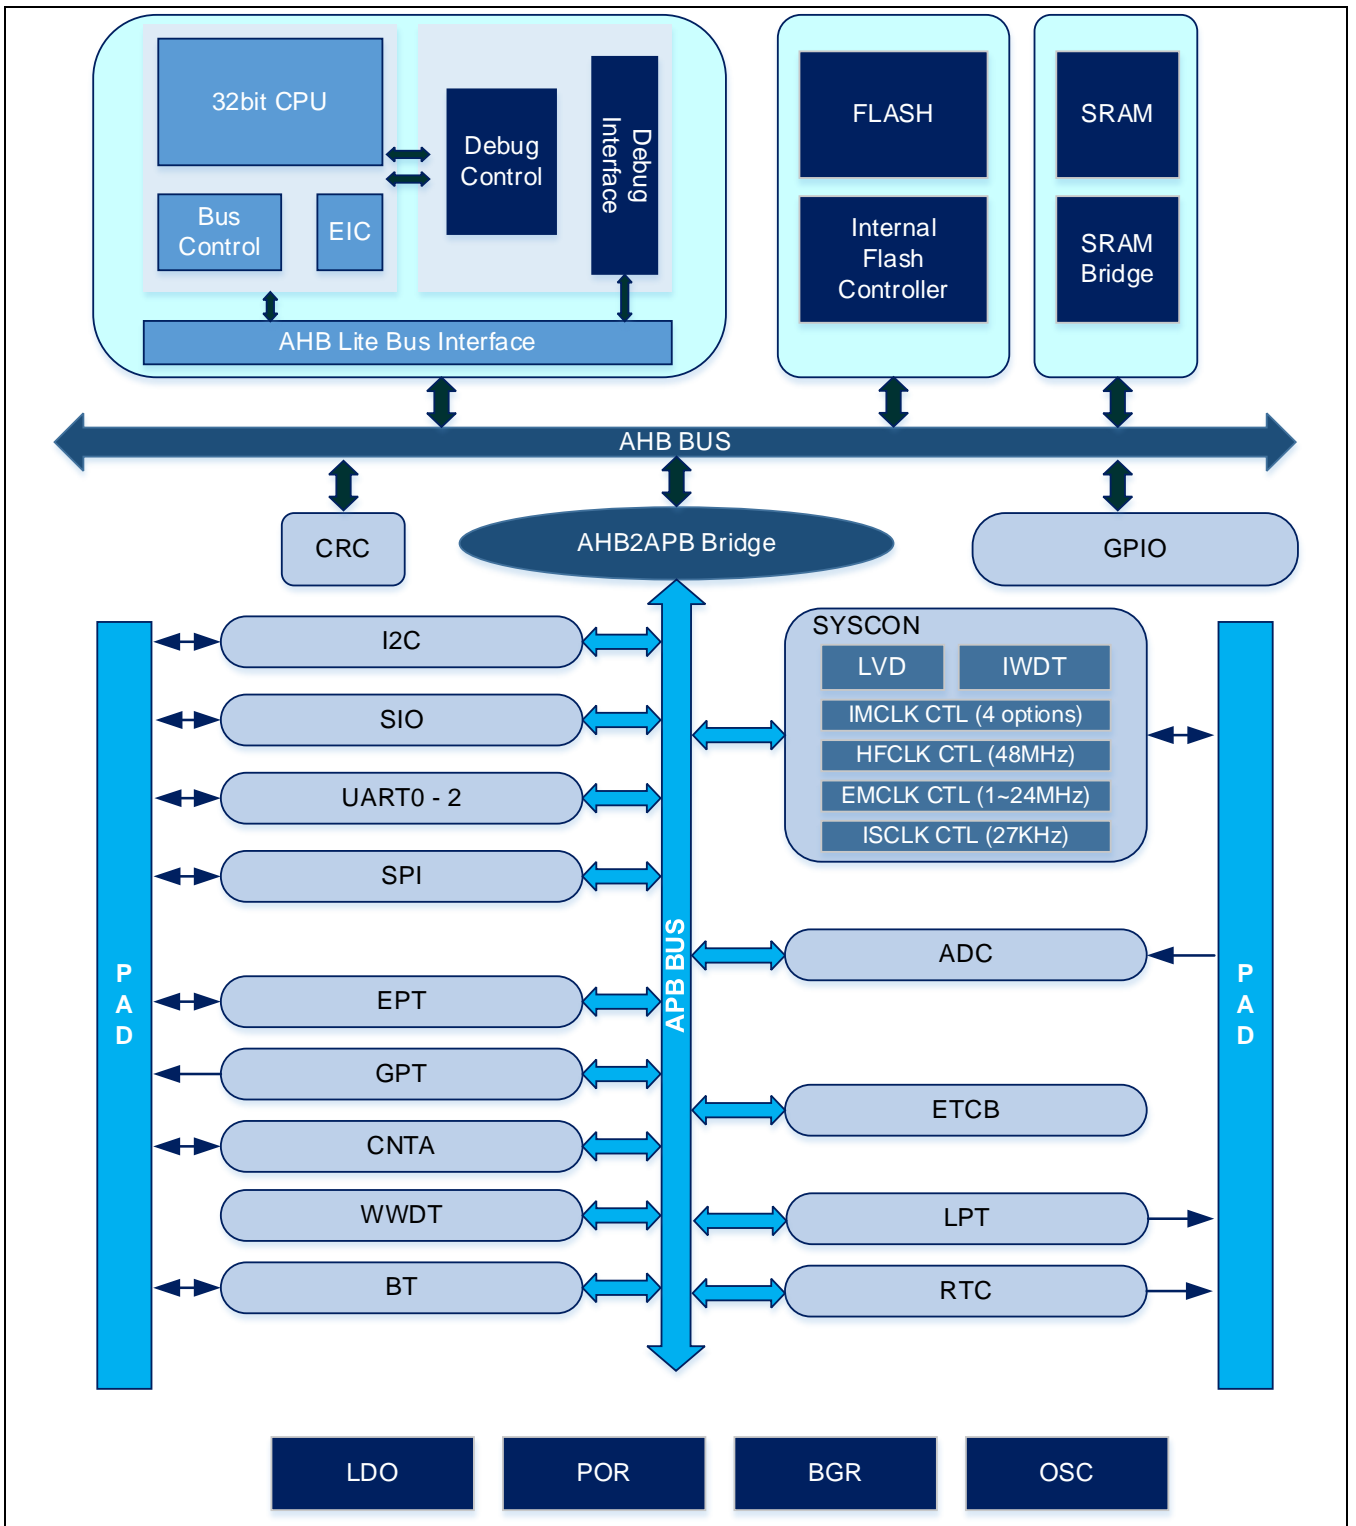 32bit CPU
Bus
Control
EIC
Debug
Control
Debug
Interface
AHB Lite Bus Interface
FLASH
Internal
Flash
Controller
SRAM
SRAM
Bridge
AHB BUS
CRC
AHB2APB Bridge
GPIO
PAD
I2C
SIO
UART0 - 2
SPI
EPT
GPT
CNTA
WWDT
BT
APB BUS
SYSCON
LVD
IWDT
IMCLK CTL (4 options)
HFCLK CTL (48MHz)
EMCLK CTL (1~24MHz)
ISCLK CTL (27KHz)
ADC
ETCB
LPT
RTC
PAD
LDO
POR
BGR
OSC